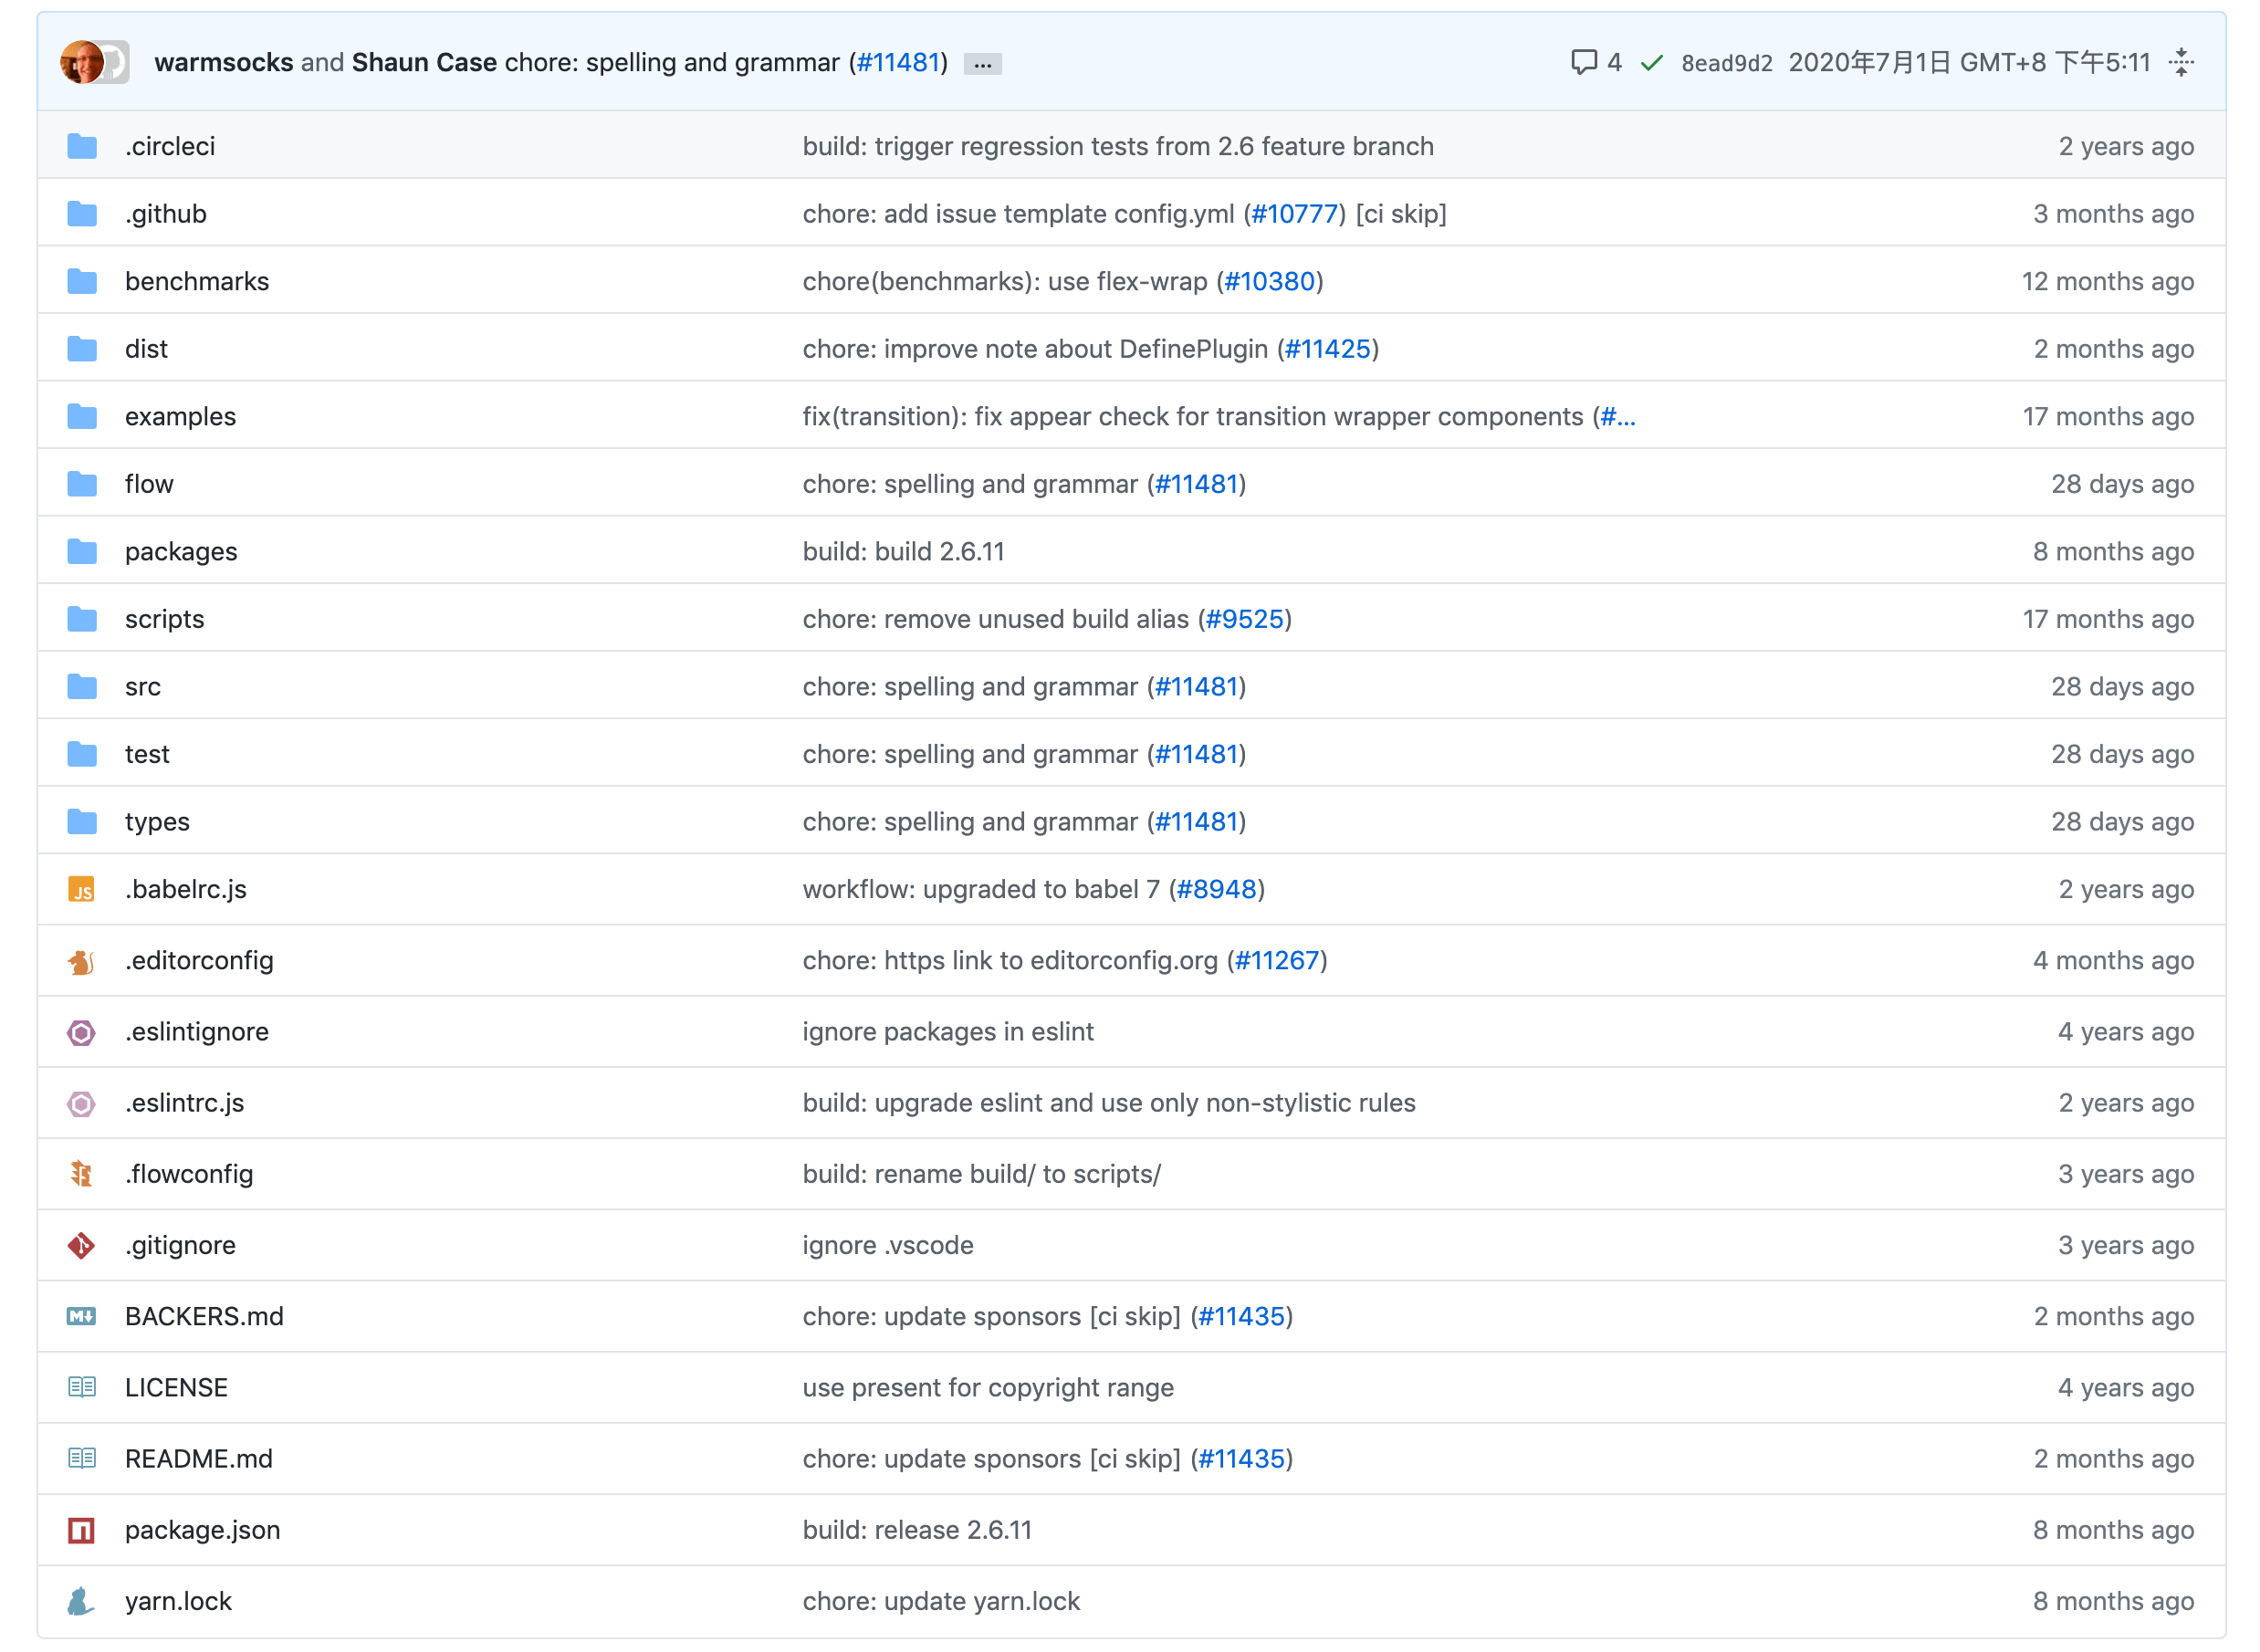 warmsocks and Shaun Case chore: spelling and grammar (#11481) ... 4 8ead9d2 2020年7月1日 GMT+8 下午5:11
.circleci build: trigger regression tests from 2.6 feature branch 2 years ago
.github chore: add issue template config.yml (#10777) [ci skip] 3 months ago
benchmarks chore(benchmarks): use flex-wrap (#10380) 12 months ago
dist chore: improve note about DefinePlugin (#11425) 2 months ago
examples fix(transition): fix appear check for transition wrapper components (#... 17 months ago
flow chore: spelling and grammar (#11481) 28 days ago
packages build: build 2.6.11 8 months ago
scripts chore: remove unused build alias (#9525) 17 months ago
src chore: spelling and grammar (#11481) 28 days ago
test chore: spelling and grammar (#11481) 28 days ago
types chore: spelling and grammar (#11481) 28 days ago
JS .babelrc.js workflow: upgraded to babel 7 (#8948) 2 years ago
.editorconfig chore: https link to editorconfig.org (#11267) 4 months ago
.eslintignore ignore packages in eslint 4 years ago
.eslintrc.js build: upgrade eslint and use only non-stylistic rules 2 years ago
.flowconfig build: rename build/ to scripts/ 3 years ago
.gitignore ignore .vscode 3 years ago
M BACKERS.md chore: update sponsors [ci skip] (#11435) 2 months ago
LICENSE use present for copyright range 4 years ago
README.md chore: update sponsors [ci skip] (#11435) 2 months ago
package.json build: release 2.6.11 8 months ago
yarn.lock chore: update yarn.lock 8 months ago